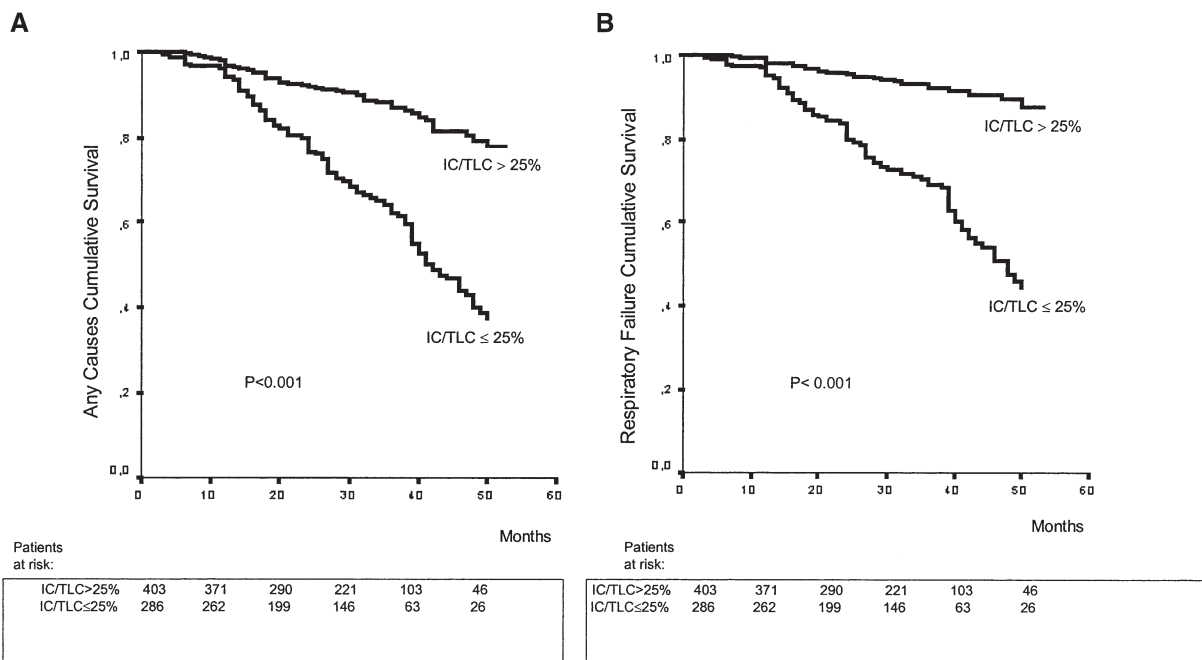 A
Any Causes Cumulative Survival
1,0
,8
,6
,4
,2
0,0
IC/TLC > 25%
IC/TLC ≤ 25%
P<0.001
0 10 20 30 40 50 60
Months
Patients
at risk:
IC/TLC>25% 403 371 290 221 103 46
IC/TLC≤25% 286 262 199 146 63 26
B
Respiratory Failure Cumulative Survival
1,0
,8
,6
,4
,2
0,0
IC/TLC > 25%
IC/TLC ≤ 25%
P< 0.001
0 10 20 30 40 50 60
Months
Patients
at risk:
IC/TLC>25% 403 371 290 221 103 46
IC/TLC≤25% 286 262 199 146 63 26